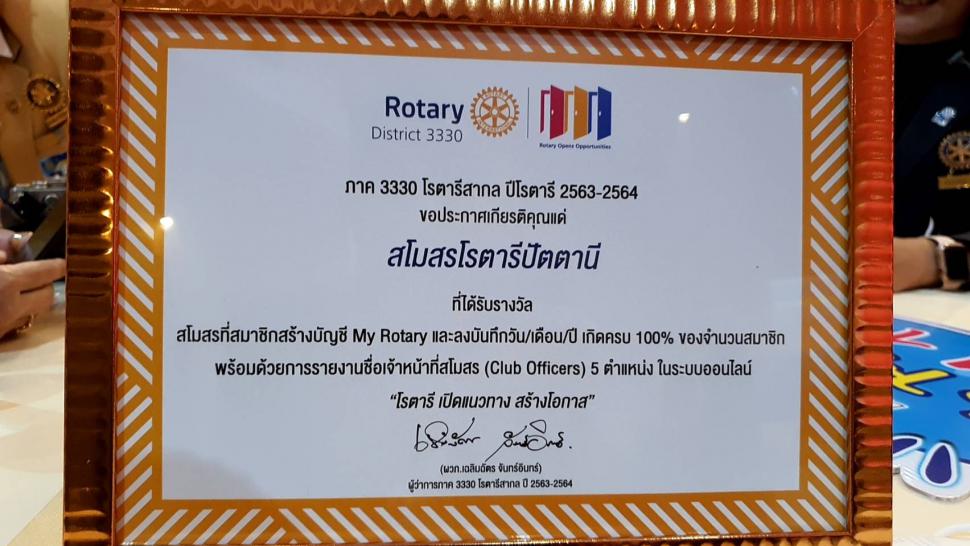 Rotary
District 3330
Rotary Opens Opportunities
ภาค 3330 โรตารีสากล ปีโรตารี 2563-2564
ขอประกาศเกียรติคุณแด่
สโมสรโรตารีปัตตานี
ที่ได้รับรางวัล
สโมสรที่สมาชิกสร้างบัญชี My Rotary และลงบันทึกวัน/เดือน/ปี เกิดครบ 100% ของจำนวนสมาชิก
พร้อมด้วยการรายงานชื่อเจ้าหน้าที่สโมสร (Club Officers) 5 ตำแหน่ง ในระบบออนไลน์
“โรตารี เปิดแนวทาง สร้างโอกาส”
(ผวภ.เฉลิมฉัตร จันทร์อินทร์)
ผู้ว่าการภาค 3330 โรตารีสากล ปี 2563-2564